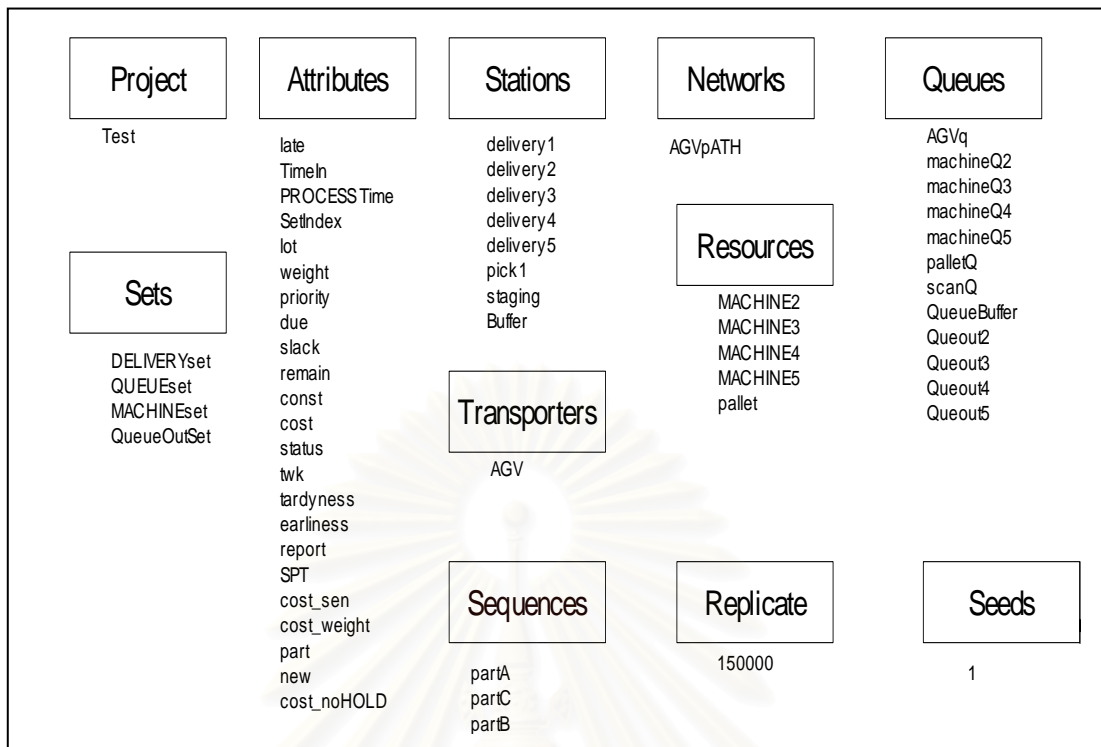 Project
Test
Sets
DELIVERYset
QUEUEset
MACHINEset
QueueOutSet
Attributes
late
TimeIn
PROCESSTime
SetIndex
lot
weight
priority
due
slack
remain
const
cost
status
twk
tardyness
earliness
report
SPT
cost_sen
cost_weight
part
new
cost_noHOLD
Stations
delivery1
delivery2
delivery3
delivery4
delivery5
pick1
staging
Buffer
Transporters
AGV
Sequences
partA
partC
partB
Networks
AGVpATH
Resources
MACHINE2
MACHINE3
MACHINE4
MACHINE5
pallet
Replicate
150000
Queues
AGVq
machineQ2
machineQ3
machineQ4
machineQ5
palletQ
scanQ
QueueBuffer
Queout2
Queout3
Queout4
Queout5
Seeds
1